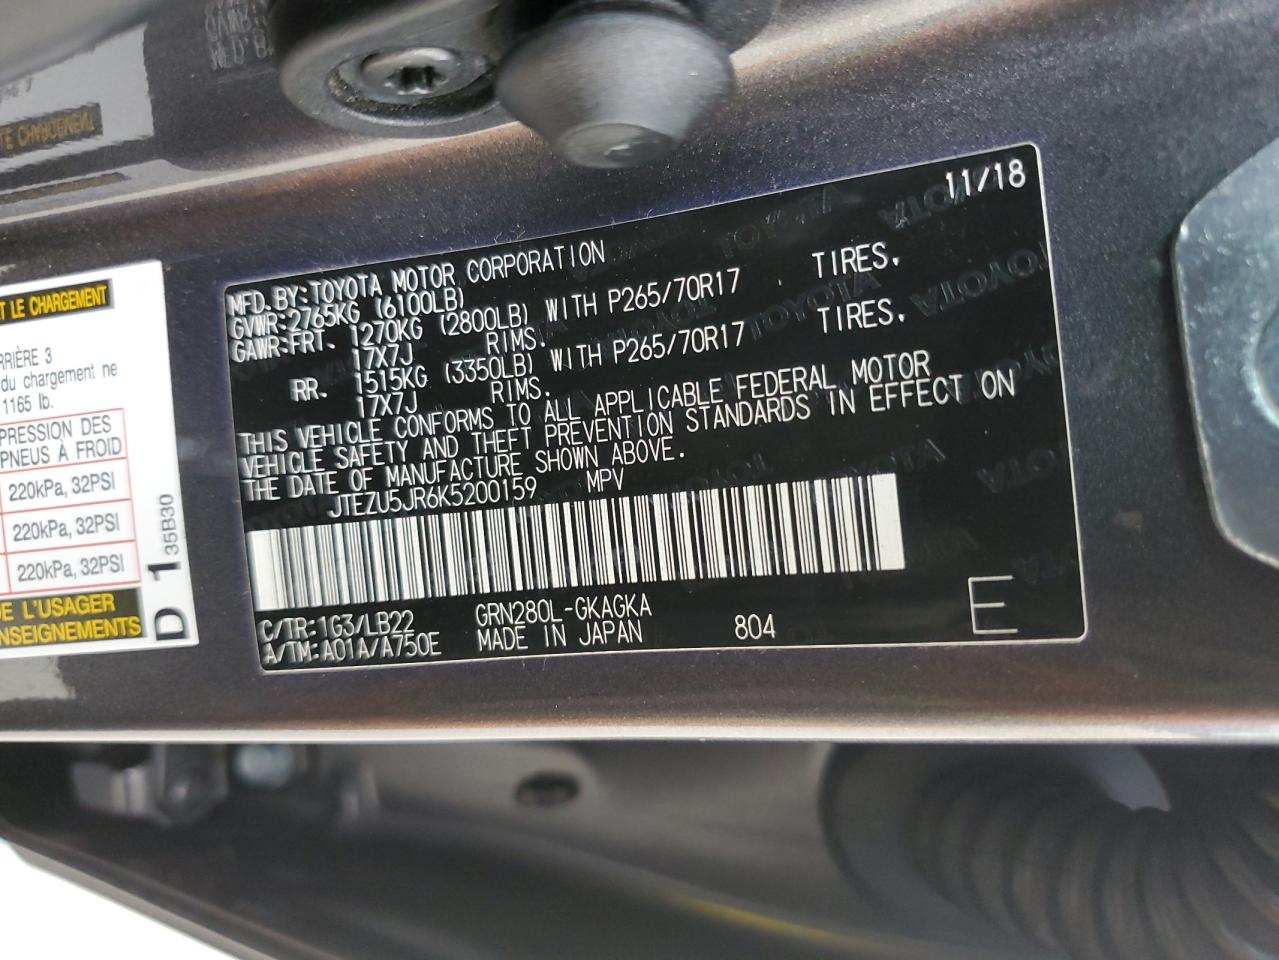 11/18
MFD.BY:TOYOTA MOTOR CORPORATION
GVWR:2765KG (6100LB)
GAWR:FRT. 1270KG (2800LB) WITH P265/70R17 TIRES,
17X7J RIMS.
RR. 1515KG (3350LB) WITH P265/70R17 TIRES,
17X7J RIMS.
THIS VEHICLE CONFORMS TO ALL APPLICABLE FEDERAL MOTOR
VEHICLE SAFETY AND THEFT PREVENTION STANDARDS IN EFFECT ON
THE DATE OF MANUFACTURE SHOWN ABOVE.
JTEZU5JR6K5200159 MPV
C/TR:1G3/LB22 GRN280L-GKAGKA
A/TM:A01A/A750E MADE IN JAPAN 804 E
ET LE CHARGEMENT
RRIÈRE 3
du chargement ne
1165 lb.
PRESSION DES
PNEUS À FROID
220kPa, 32PSI
220kPa, 32PSI
220kPa, 32PSI
DE L'USAGER
NSEIGNEMENTS
D 1 35B30